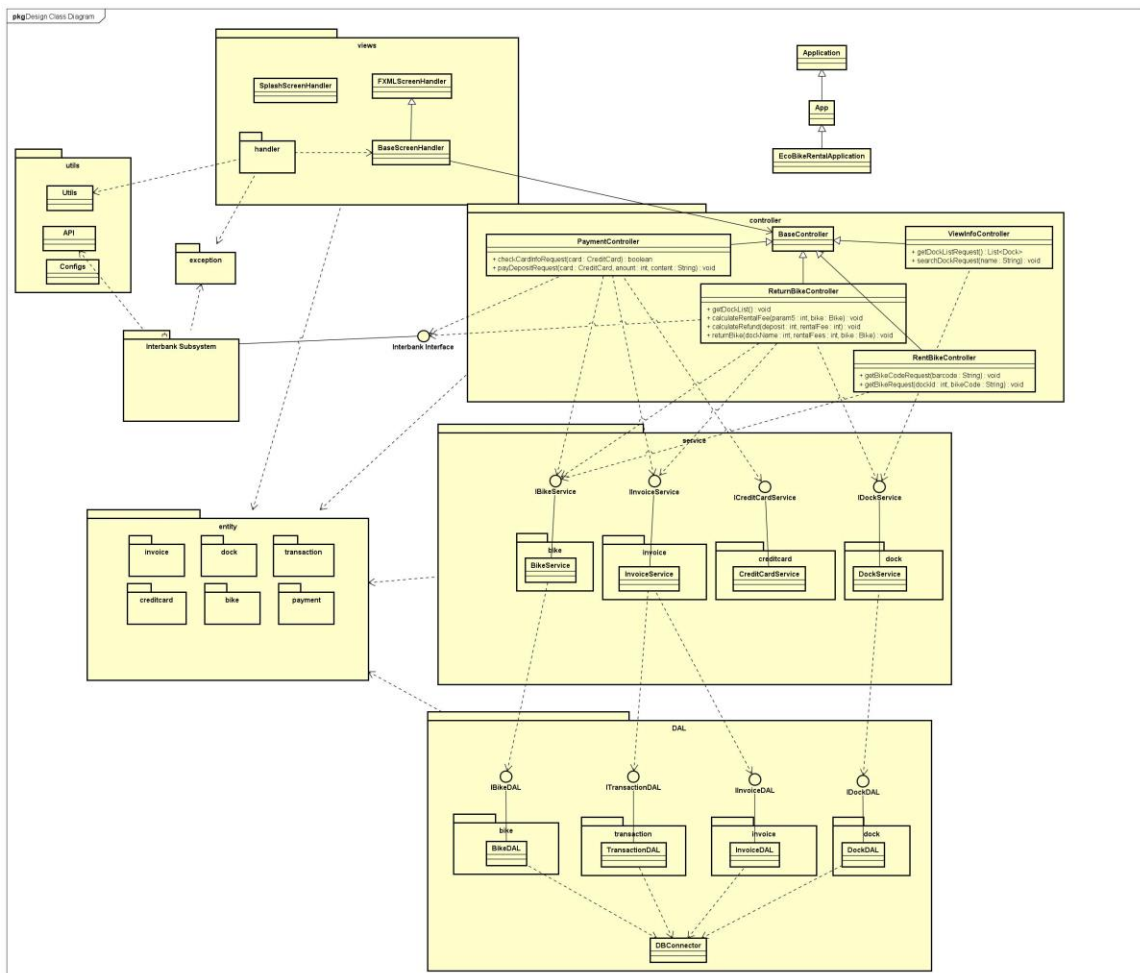 pkg Design Class Diagram
views
SplashScreenHandler
FXMLScreenHandler
handler
BaseScreenHandler
Application
App
EcoBikeRentalApplication
utils
Utils
API
Configs
exception
Interbank Subsystem
Interbank Interface
controller
BaseController
PaymentController
+ checkCardInfoRequest(card : CreditCard) : boolean
+ payDepositRequest(card : CreditCard, amount : int, content : String) : void
ViewInfoController
+ getDockListRequest() : List<Dock>
+ searchDockRequest(name : String) : void
ReturnBikeController
+ getDockList() : void
+ calculateRentalFee(param5 : int, bike : Bike) : void
+ calculateRefund(deposit : int, rentalFee : int) : void
+ returnBike(dockName : int, rentalFees : int, bike : Bike) : void
RentBikeController
+ getBikeCodeRequest(barcode : String) : void
+ getBikeRequest(dockId : int, bikeCode : String) : void
service
IBikeService
IInvoiceService
ICreditCardService
IDockService
bike
BikeService
invoice
InvoiceService
creditcard
CreditCardService
dock
DockService
entity
invoice
dock
transaction
creditcard
bike
payment
DAL
IBikeDAL
ITransactionDAL
IInvoiceDAL
IDockDAL
bike
BikeDAL
transaction
TransactionDAL
invoice
InvoiceDAL
dock
DockDAL
DBConnector